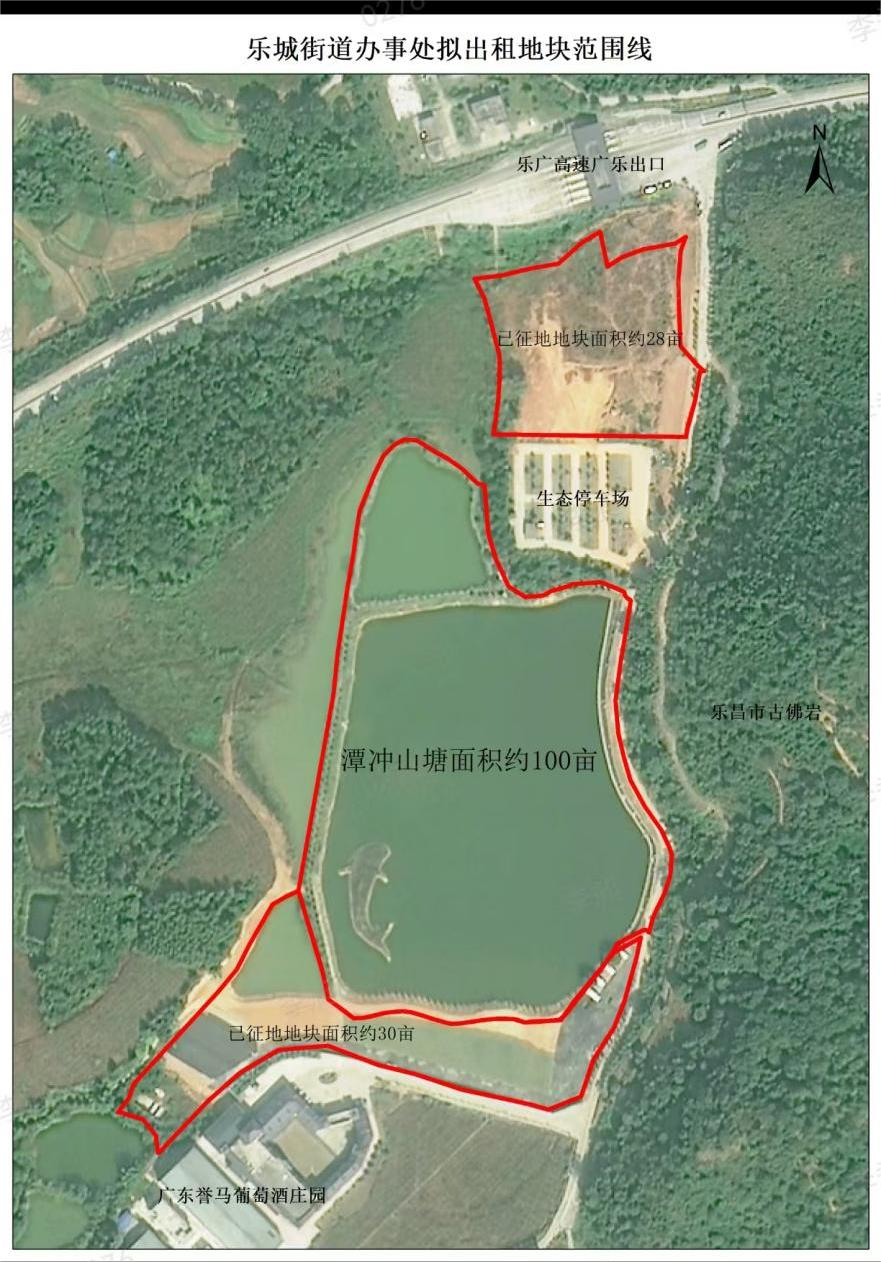 乐城街道办事处拟出租地块范围线
N
乐广高速广乐出口
已征地地块面积约28亩
生态停车场
乐昌市古佛岩
潭冲山塘面积约100亩
已征地地块面积约30亩
广东誉马葡萄酒庄园